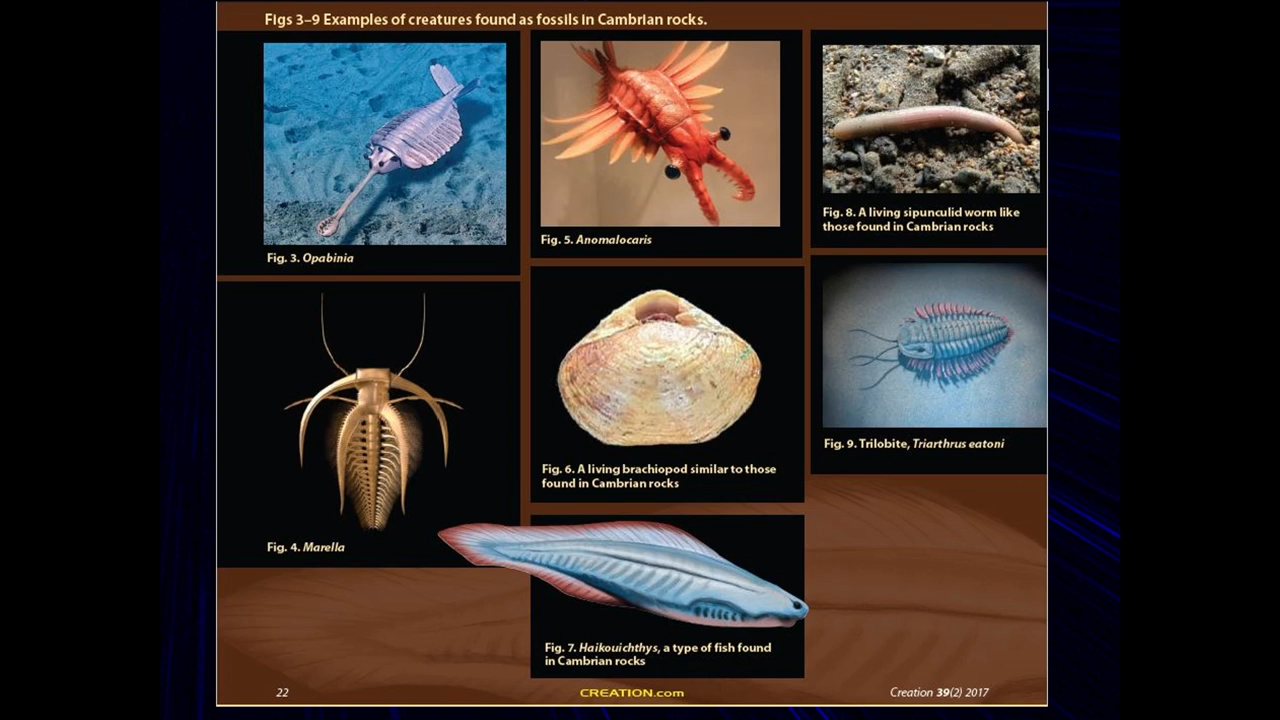 Figs 3–9 Examples of creatures found as fossils in Cambrian rocks.
Fig. 3. Opabinia
Fig. 4. Marella
Fig. 5. Anomalocaris
Fig. 6. A living brachiopod similar to those
found in Cambrian rocks
Fig. 7. Haikouichthys, a type of fish found
in Cambrian rocks
Fig. 8. A living sipunculid worm like
those found in Cambrian rocks
Fig. 9. Trilobite, Triarthrus eatoni
22
CREATION.com
Creation 39(2) 2017